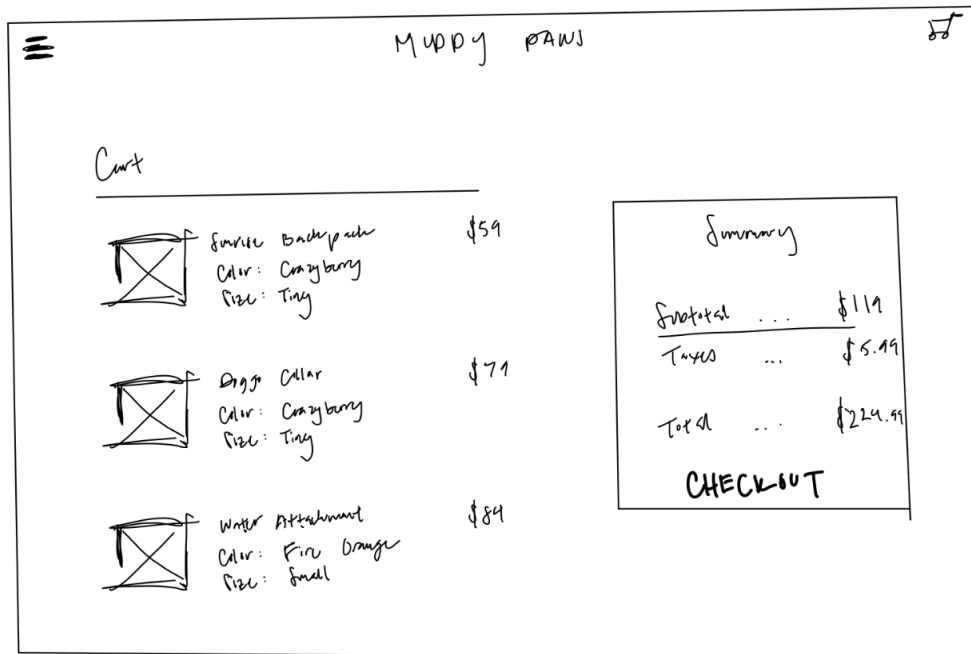 MUDDY PAWS
Cart
Sunrise Backpack $59
Color: Crazyberry
Size: Tiny
Doggo Collar $79
Color: Crazyberry
Size: Tiny
Water Attachment $84
Color: Fire Orange
Size: Small
Summary
Subtotal ... $119
Taxes ... $5.99
Total ... $224.99
CHECKOUT